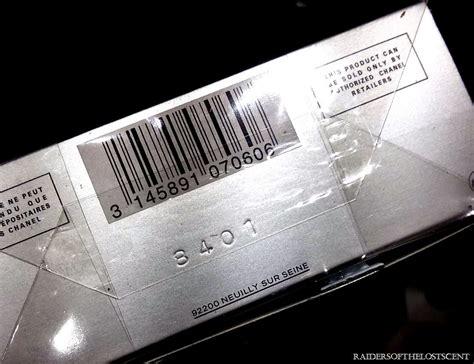 THIS PRODUCT CAN
BE SOLD ONLY BY
AUTHORIZED CHANEL
RETAILERS
3 145891 070606
NE PEUT
NDU QUE
EPOSITAIRES
S CHANEL
8401
92200 NEUILLY SUR SEINE
RAIDERSOFTHELOSTSCENT